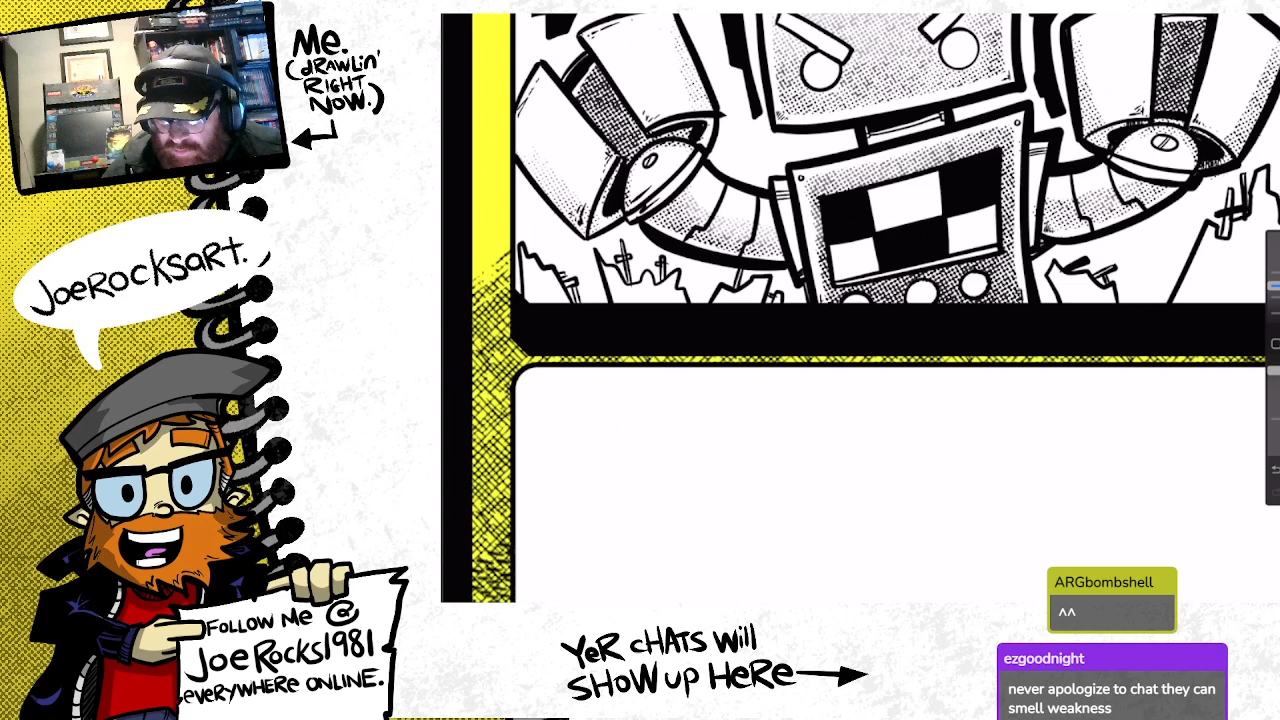 Me.
(dRAWLiN'
RiGHT
NOW.)
JoeRocksaRt.
FOLLOW Me @
JoeRocks1981
eveRYWHeRe ONLiNE.
YeR cHATS Will
SHOW up HeRe
ARGbombshell
^^
ezgoodnight
never apologize to chat they can
smell weakness